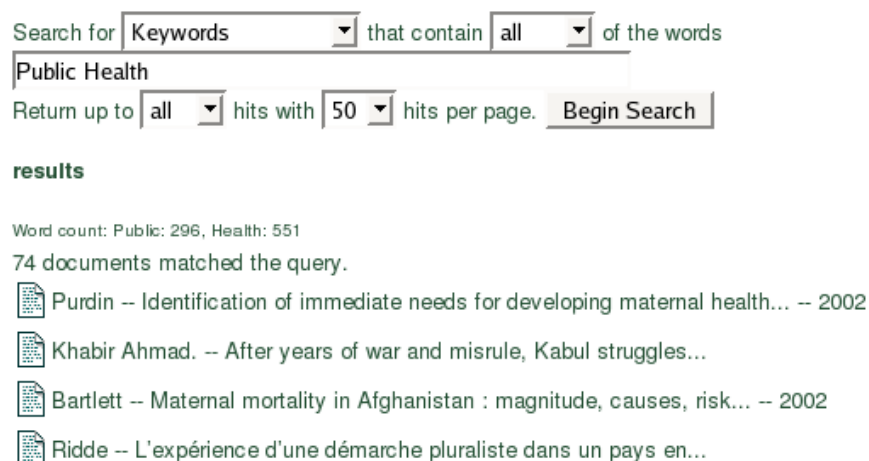 Search for Keywords that contain all of the words
Public Health
Return up to all hits with 50 hits per page. Begin Search
results
Word count: Public: 296, Health: 551
74 documents matched the query.
Purdin -- Identification of immediate needs for developing maternal health... -- 2002
Khabir Ahmad. -- After years of war and misrule, Kabul struggles...
Bartlett -- Maternal mortality in Afghanistan : magnitude, causes, risk... -- 2002
Ridde -- L'expérience d'une démarche pluraliste dans un pays en...